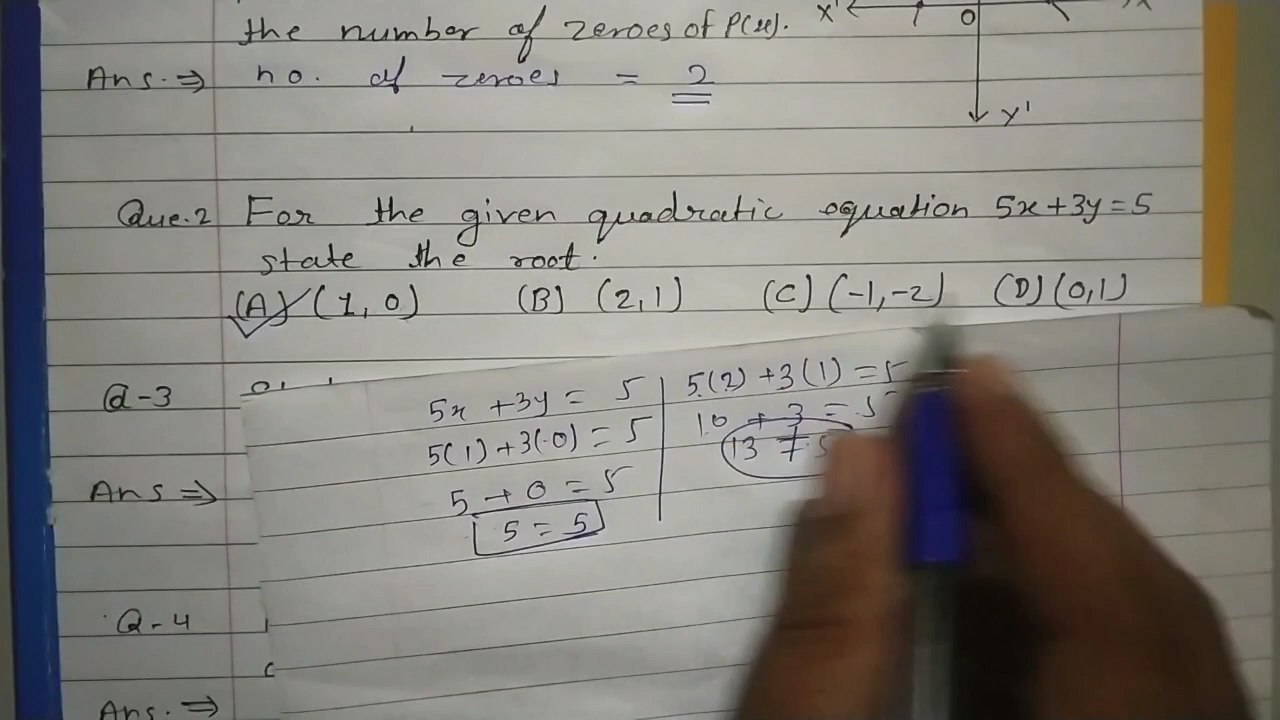 the number of zeroes of P(x). X' O X
Ans. ⇒ no. of zeroes = 2
Y'
Que.2 For the given quadratic equation 5x+3y=5
state the root.
(A) (1, 0) (B) (2,1) (C) (-1,-2) (D) (0,1)
Q-3
5x + 3y = 5
5(1)+3(0) = 5
5 + 0 = 5
5 = 5
5(2) +3(1) = 5
10 + 3 = 5
13 ≠ 5
Ans ⇒
Q-4
Ans. ⇒